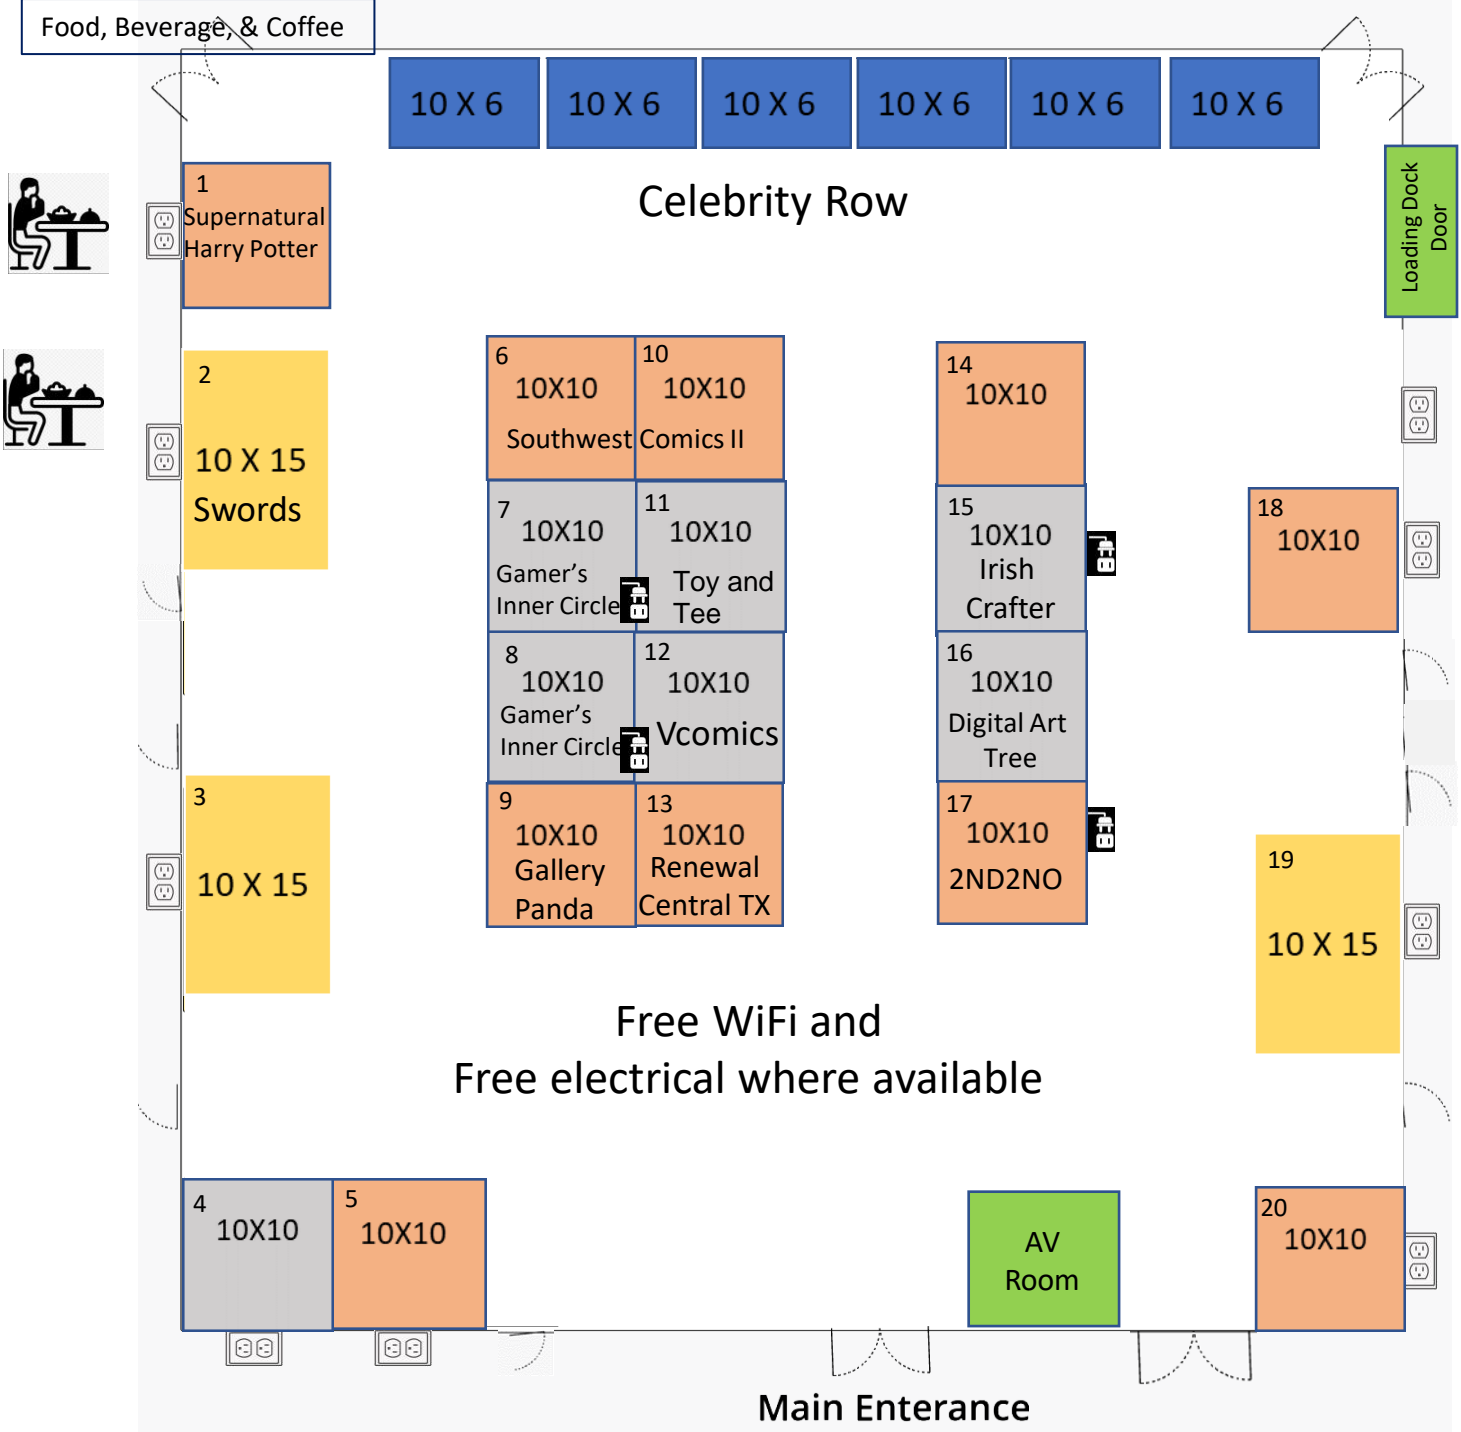 Food, Beverage, & Coffee
10 X 6
10 X 6
10 X 6
10 X 6
10 X 6
10 X 6
Celebrity Row
Loading Dock
Door
1
Supernatural
Harry Potter
2
10 X 15
Swords
3
10 X 15
6
10X10
Southwest
10
10X10
Comics II
7
10X10
Gamer's
Inner Circle
11
10X10
Toy and
Tee
8
10X10
Gamer's
Inner Circle
12
10X10
Vcomics
9
10X10
Gallery
Panda
13
10X10
Renewal
Central TX
14
10X10
15
10X10
Irish
Crafter
16
10X10
Digital Art
Tree
17
10X10
2ND2NO
18
10X10
19
10 X 15
Free WiFi and
Free electrical where available
4
10X10
5
10X10
AV
Room
20
10X10
Main Enterance